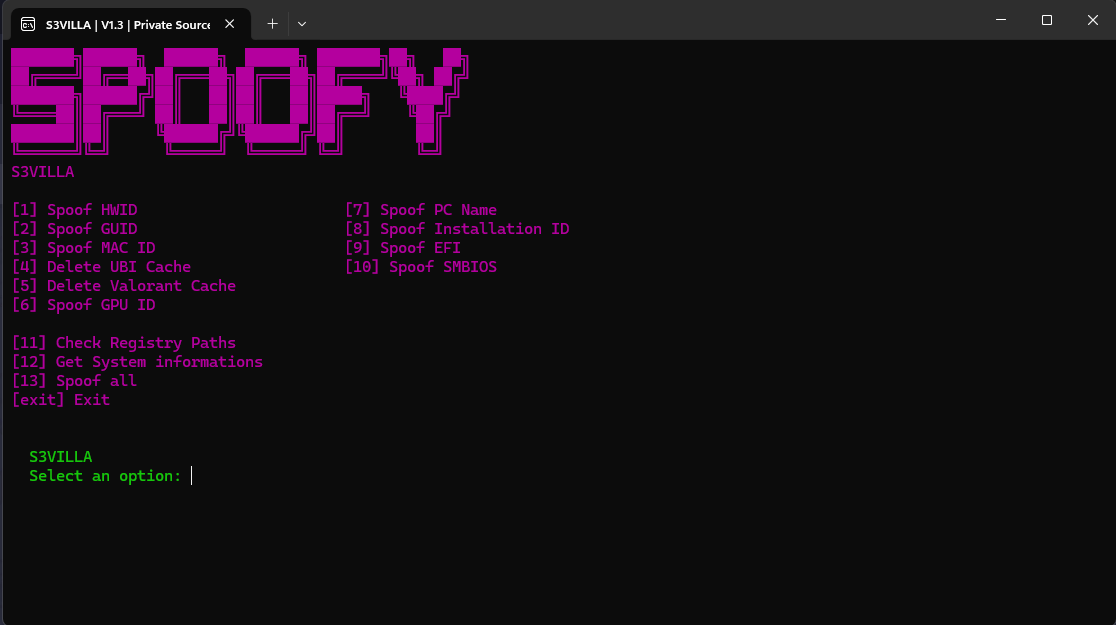 S3VILLA | V1.3 | Private Sourc
SPOOFY
S3VILLA
[1] Spoof HWID [7] Spoof PC Name
[2] Spoof GUID [8] Spoof Installation ID
[3] Spoof MAC ID [9] Spoof EFI
[4] Delete UBI Cache [10] Spoof SMBIOS
[5] Delete Valorant Cache
[6] Spoof GPU ID
[11] Check Registry Paths
[12] Get System informations
[13] Spoof all
[exit] Exit
S3VILLA
Select an option: